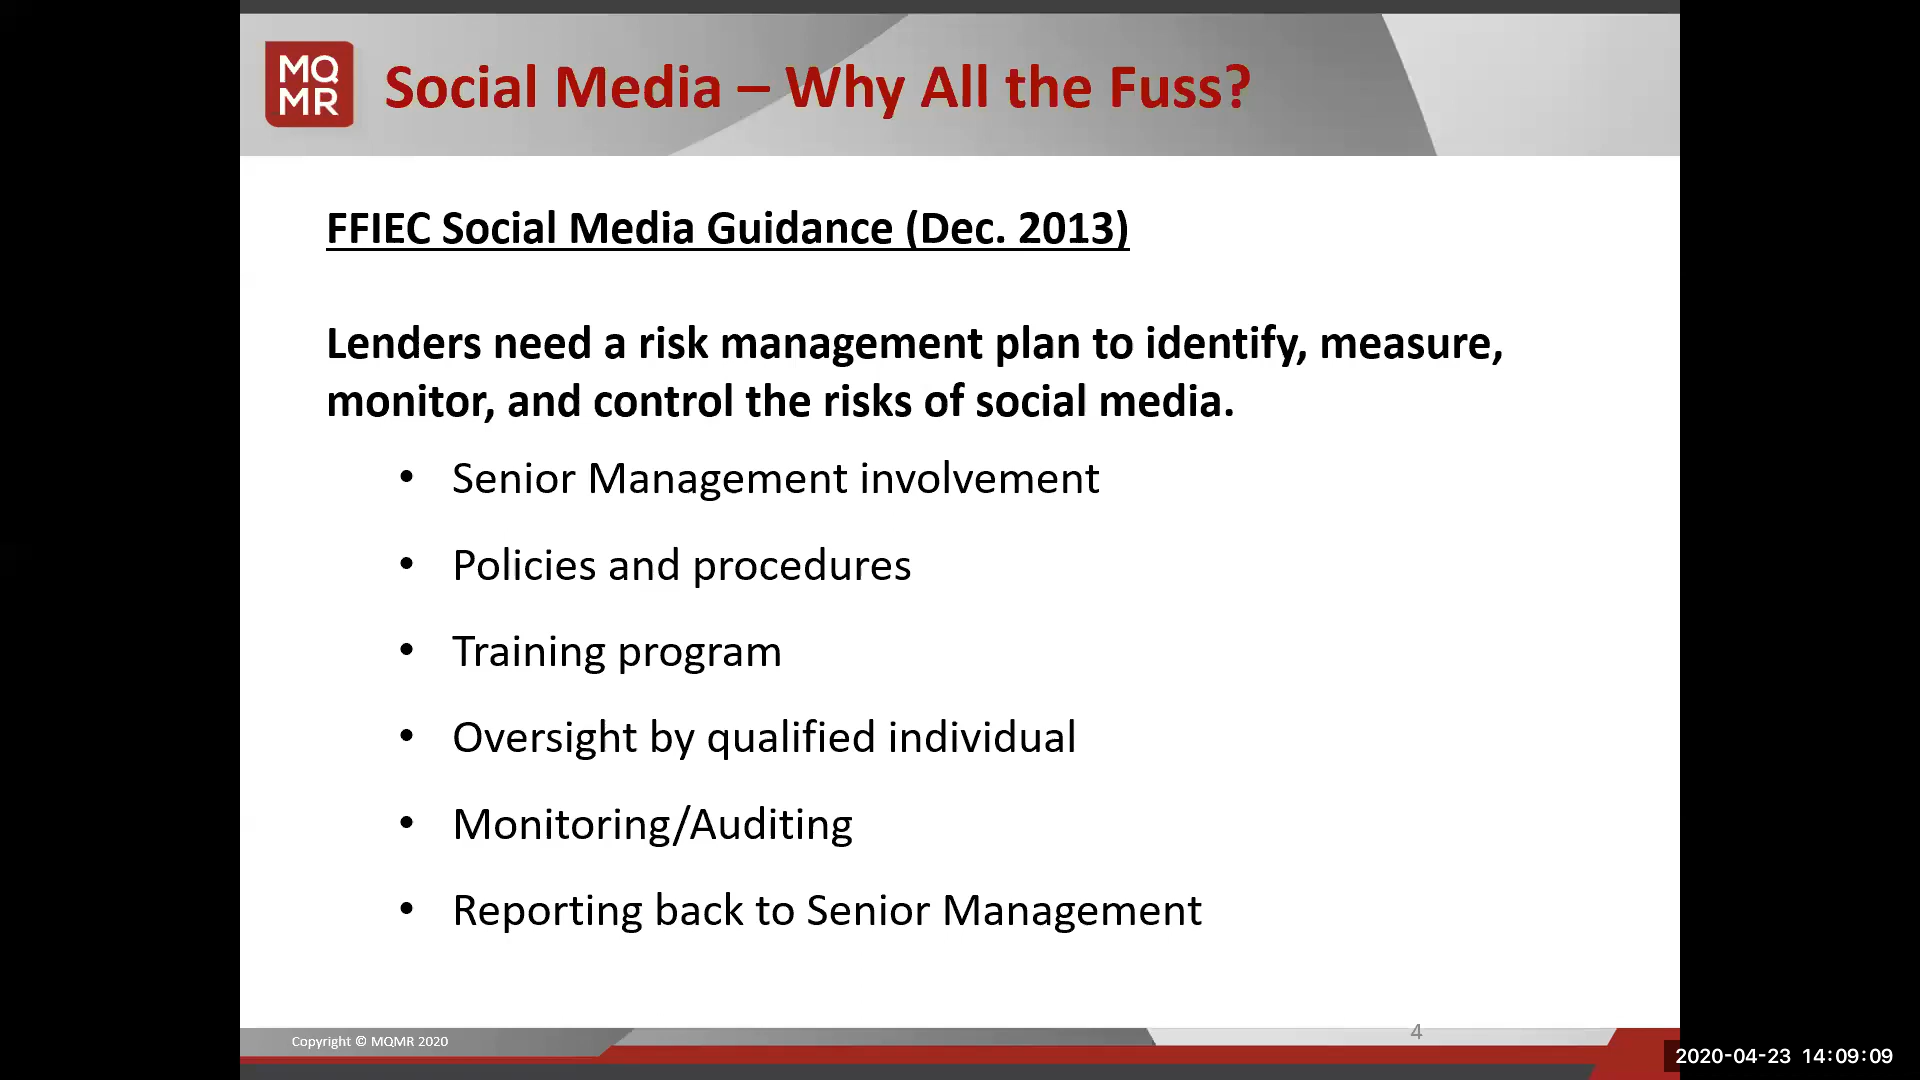 MQ
MR
Social Media – Why All the Fuss?
FFIEC Social Media Guidance (Dec. 2013)
Lenders need a risk management plan to identify, measure,
monitor, and control the risks of social media.
• Senior Management involvement
• Policies and procedures
• Training program
• Oversight by qualified individual
• Monitoring/Auditing
• Reporting back to Senior Management
Copyright © MQMR 2020
4
2020-04-23 14:09:09